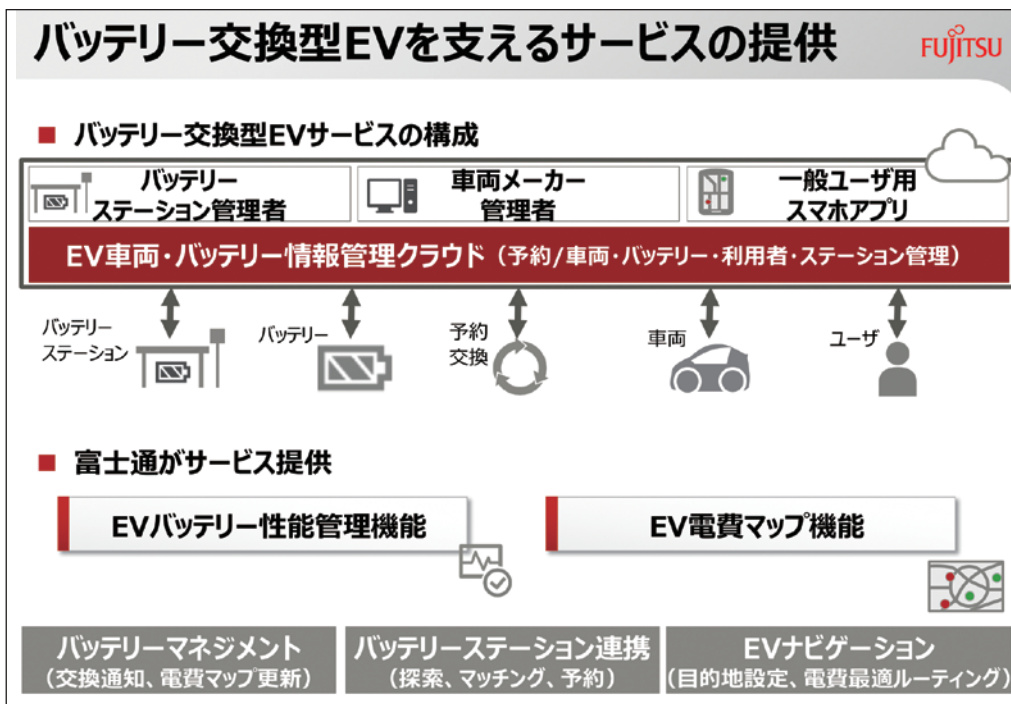 バッテリー交換型EVを支えるサービスの提供
FUJITSU
■ バッテリー交換型EVサービスの構成
バッテリー
ステーション管理者
車両メーカー
管理者
一般ユーザ用
スマホアプリ
EV車両・バッテリー情報管理クラウド（予約/車両・バッテリー・利用者・ステーション管理）
バッテリー
ステーション
バッテリー
予約
交換
車両
ユーザ
■ 富士通がサービス提供
EVバッテリー性能管理機能
EV電費マップ機能
バッテリーマネジメント
（交換通知、電費マップ更新）
バッテリーステーション連携
（探索、マッチング、予約）
EVナビゲーション
（目的地設定、電費最適ルーティング）